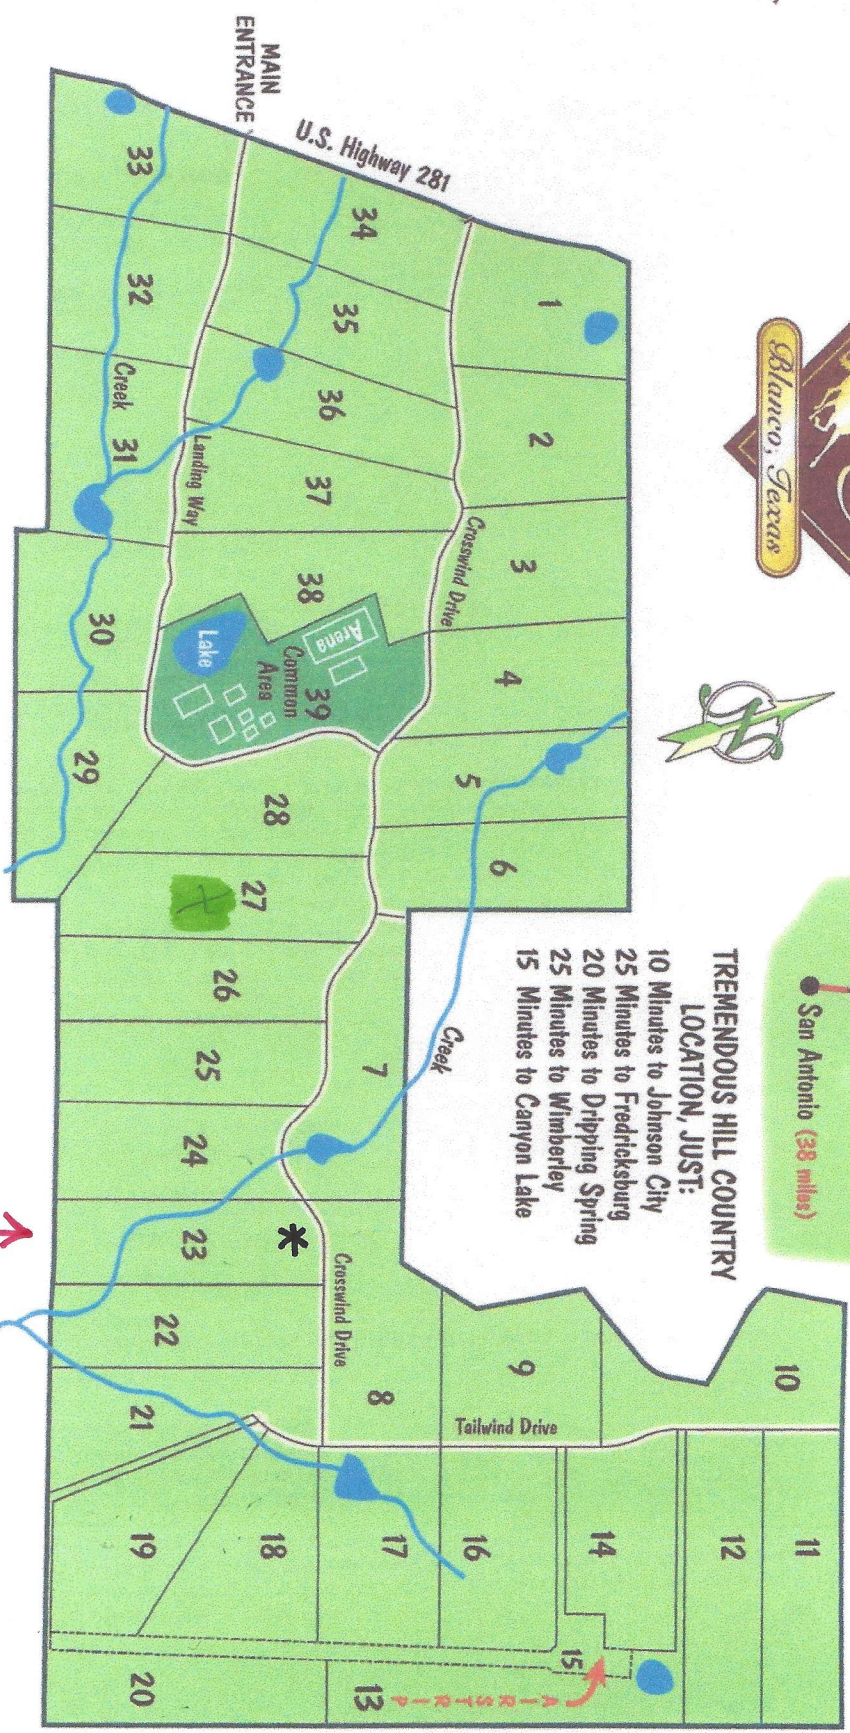 Blanco, Texas
N
San Antonio (38 miles)
TREMENDOUS HILL COUNTRY
LOCATION, JUST:
10 Minutes to Johnson City
25 Minutes to Fredricksburg
20 Minutes to Dripping Spring
25 Minutes to Wimberley
15 Minutes to Canyon Lake
MAIN
ENTRANCE
U.S. Highway 281
1
2
3
4
5
6
7
8
9
10
11
12
13
14
15
16
17
18
19
20
21
22
23
24
25
26
27
28
29
30
31
32
33
34
35
36
37
38
39
Common
Area
Arena
Lake
Creek
Creek
Landing Way
Crosswind Drive
Crosswind Drive
Tailwind Drive
AIRSTRIP
X
*